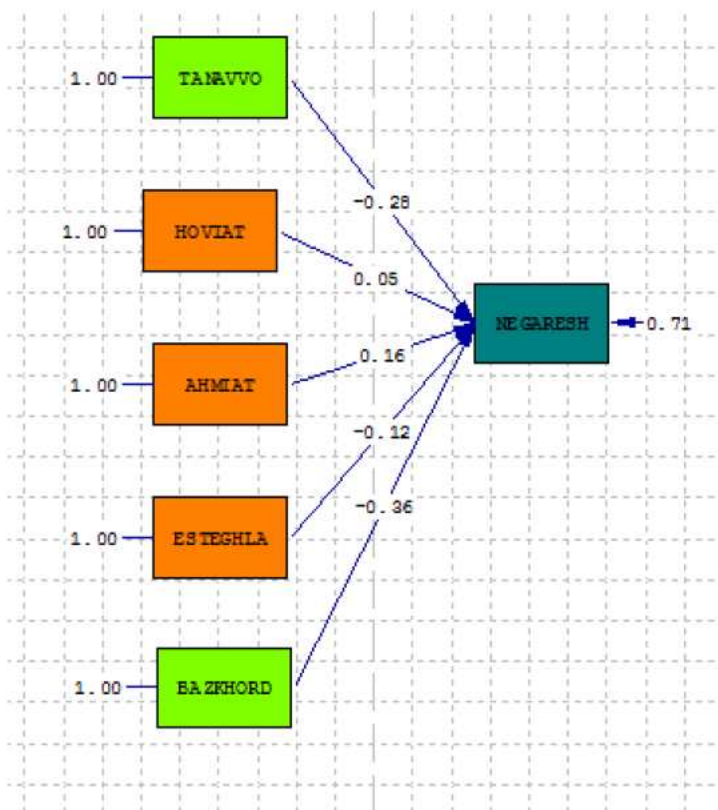 1.00
TANAVVO
-0.28
1.00
HOVIAT
0.05
NEGARESH
0.71
0.16
1.00
AHMIAT
-0.12
1.00
ESTEGHLA
-0.36
1.00
BAZKHORD